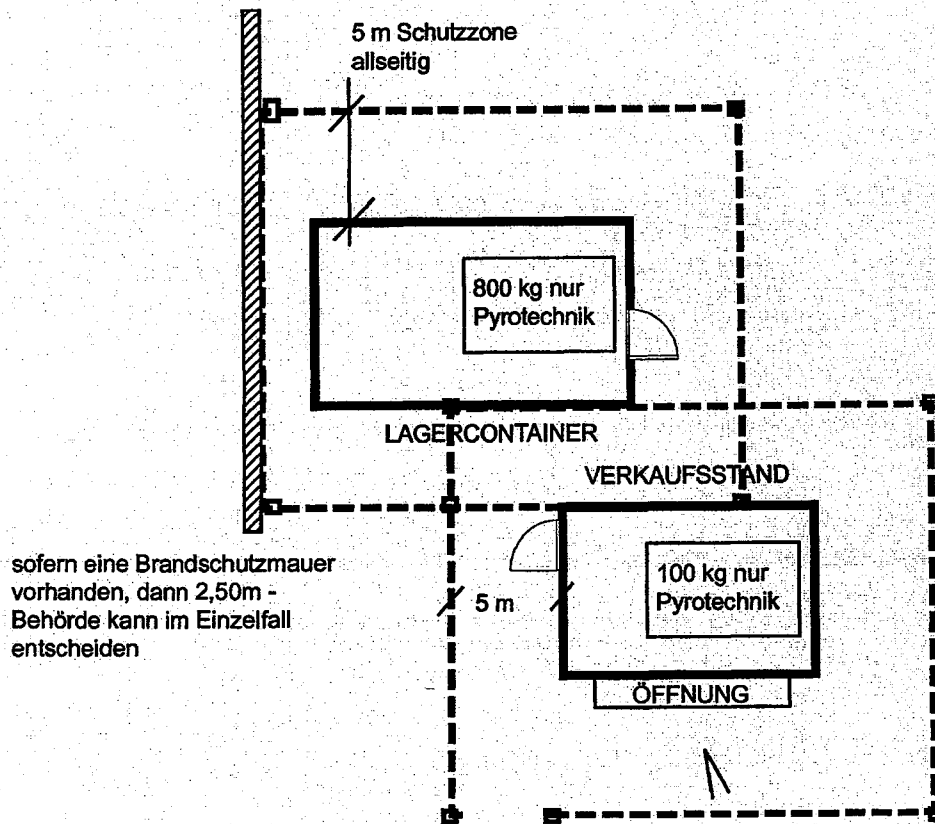 5 m Schutzzone
allseitig
800 kg nur
Pyrotechnik
LAGERCONTAINER
VERKAUFSSTAND
sofern eine Brandschutzmauer
vorhanden, dann 2,50m -
Behörde kann im Einzelfall
entscheiden
5 m
100 kg nur
Pyrotechnik
ÖFFNUNG